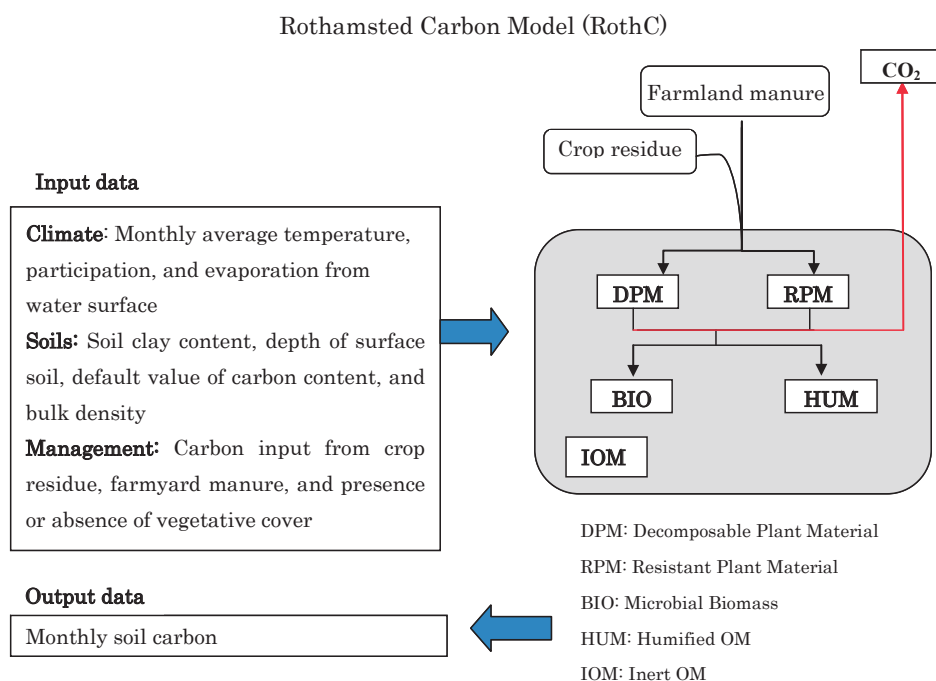 Rothamsted Carbon Model (RothC)
CO₂
Farmland manure
Crop residue
Input data
Climate: Monthly average temperature,
participation, and evaporation from
water surface
Soils: Soil clay content, depth of surface
soil, default value of carbon content, and
bulk density
Management: Carbon input from crop
residue, farmyard manure, and presence
or absence of vegetative cover
DPM
RPM
BIO
HUM
IOM
DPM: Decomposable Plant Material
RPM: Resistant Plant Material
BIO: Microbial Biomass
HUM: Humified OM
IOM: Inert OM
Output data
Monthly soil carbon